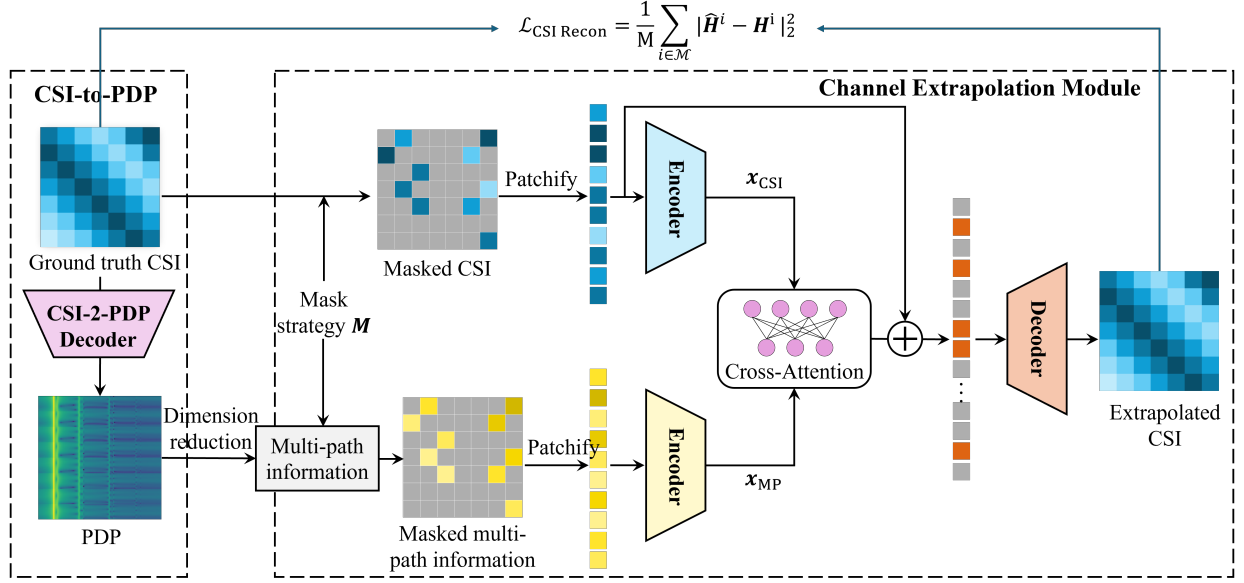 ℒ_CSI Recon = 1/M ∑_{i∈ℳ} |Ĥ^i − H^i|_2^2
CSI-to-PDP
Channel Extrapolation Module
Ground truth CSI
CSI-2-PDP
Decoder
PDP
Dimension
reduction
Mask
strategy M
Multi-path
information
Masked CSI
Patchify
Encoder
x_CSI
Masked multi-
path information
Patchify
Encoder
x_MP
Cross-Attention
Decoder
Extrapolated
CSI